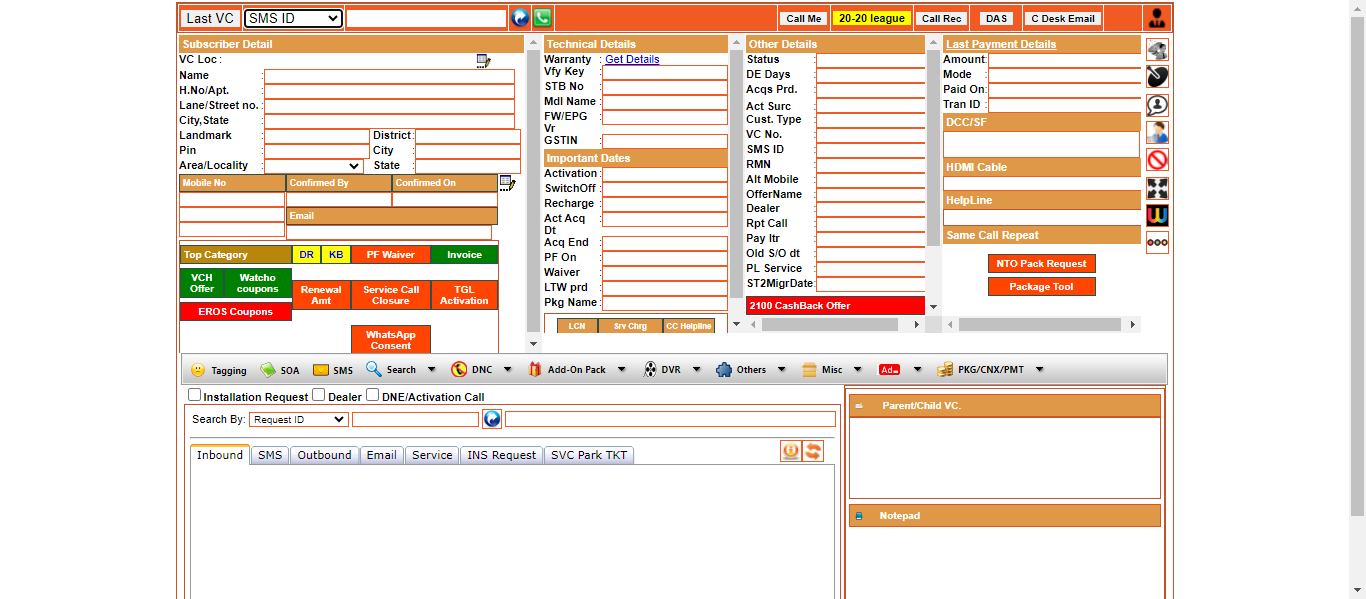 Last VC SMS ID Call Me 20-20 league Call Rec DAS C Desk Email
Subscriber Detail
VC Loc :
Name :
H.No/Apt. :
Lane/Street no. :
City,State :
Landmark : District :
Pin : City :
Area/Locality : State :
Mobile No Confirmed By Confirmed On
Email
Top Category DR KB PF Waiver Invoice
VCH Offer Watcho coupons Renewal Amt Service Call Closure TGL Activation
EROS Coupons
WhatsApp Consent
Technical Details
Warranty : Get Details
Vfy Key :
STB No :
Mdl Name :
FW/EPG Vr :
GSTIN :
Important Dates
Activation :
SwitchOff :
Recharge :
Act Acq Dt :
Acq End :
PF On :
Waiver :
LTW prd :
Pkg Name :
LCN Srv Chrg CC Helpline
Other Details
Status :
DE Days :
Acqs Prd. :
Act Surc :
Cust. Type :
VC No. :
SMS ID :
RMN :
Alt Mobile :
OfferName :
Dealer :
Rpt Call :
Pay Itr :
Old S/O dt :
PL Service :
ST2MigrDate:
2100 CashBack Offer
Last Payment Details
Amount:
Mode :
Paid On:
Tran ID :
DCC/SF
HDMI Cable
HelpLine
Same Call Repeat
NTO Pack Request
Package Tool
Tagging SOA SMS Search DNC Add-On Pack DVR Others Misc Ad PKG/CNX/PMT
Installation Request Dealer DNE/Activation Call
Search By: Request ID
Inbound SMS Outbound Email Service INS Request SVC Park TKT
Parent/Child VC.
Notepad